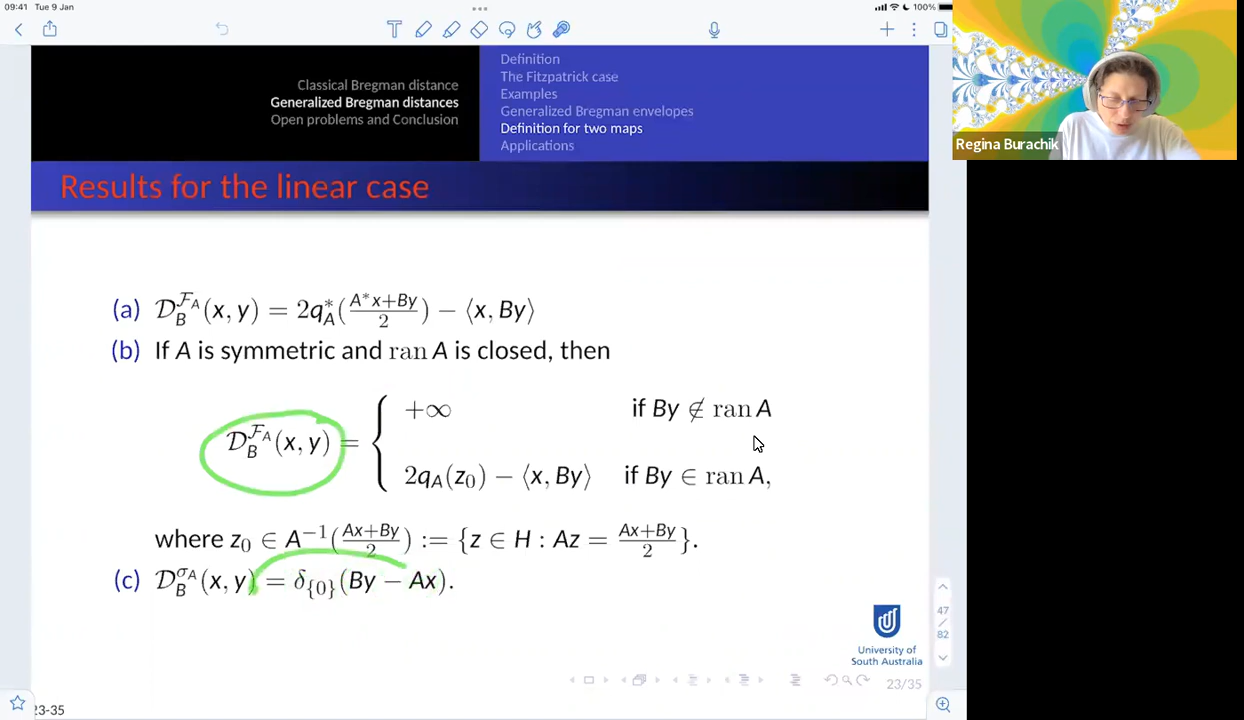 09:41 Tue 9 Jan
100%
Classical Bregman distance
Generalized Bregman distances
Open problems and Conclusion
Definition
The Fitzpatrick case
Examples
Generalized Bregman envelopes
Definition for two maps
Applications
Regina Burachik
Results for the linear case
(a) 𝒟_B^{ℱ_A}(x, y) = 2q_A^*((A*x+By)/2) − ⟨x, By⟩
(b) If A is symmetric and ran A is closed, then
𝒟_B^{ℱ_A}(x, y) = { +∞ if By ∉ ran A
2q_A(z₀) − ⟨x, By⟩ if By ∈ ran A,
where z₀ ∈ A⁻¹((Ax+By)/2) := {z ∈ H : Az = (Ax+By)/2}.
(c) 𝒟_B^{σ_A}(x, y) = δ_{{0}}(By − Ax).
University of
South Australia
47
/
82
23/35
23-35